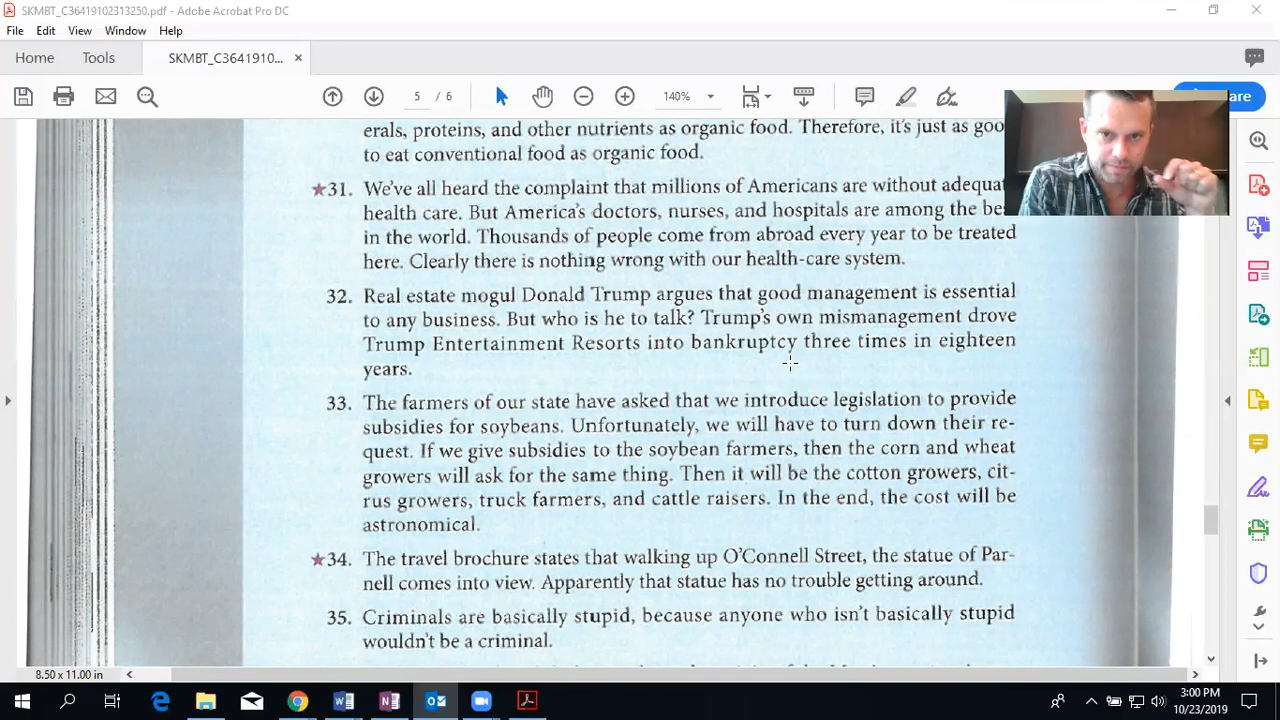 SKMBT_C36419102313250.pdf - Adobe Acrobat Pro DC
File Edit View Window Help
Home Tools SKMBT_C3641910... ×
5 / 6 140%
erals, proteins, and other nutrients as organic food. Therefore, it's just as
to eat conventional food as organic food.
★31. We've all heard the complaint that millions of Americans are without
health care. But America's doctors, nurses, and hospitals are among the
in the world. Thousands of people come from abroad every year to be treated
here. Clearly there is nothing wrong with our health-care system.
32. Real estate mogul Donald Trump argues that good management is essential
to any business. But who is he to talk? Trump's own mismanagement drove
Trump Entertainment Resorts into bankruptcy three times in eighteen
years.
33. The farmers of our state have asked that we introduce legislation to provide
subsidies for soybeans. Unfortunately, we will have to turn down their re-
quest. If we give subsidies to the soybean farmers, then the corn and wheat
growers will ask for the same thing. Then it will be the cotton growers, cit-
rus growers, truck farmers, and cattle raisers. In the end, the cost will be
astronomical.
★34. The travel brochure states that walking up O'Connell Street, the statue of Par-
nell comes into view. Apparently that statue has no trouble getting around.
35. Criminals are basically stupid, because anyone who isn't basically stupid
wouldn't be a criminal.
8.50 x 11.00 in
3:00 PM
10/23/2019